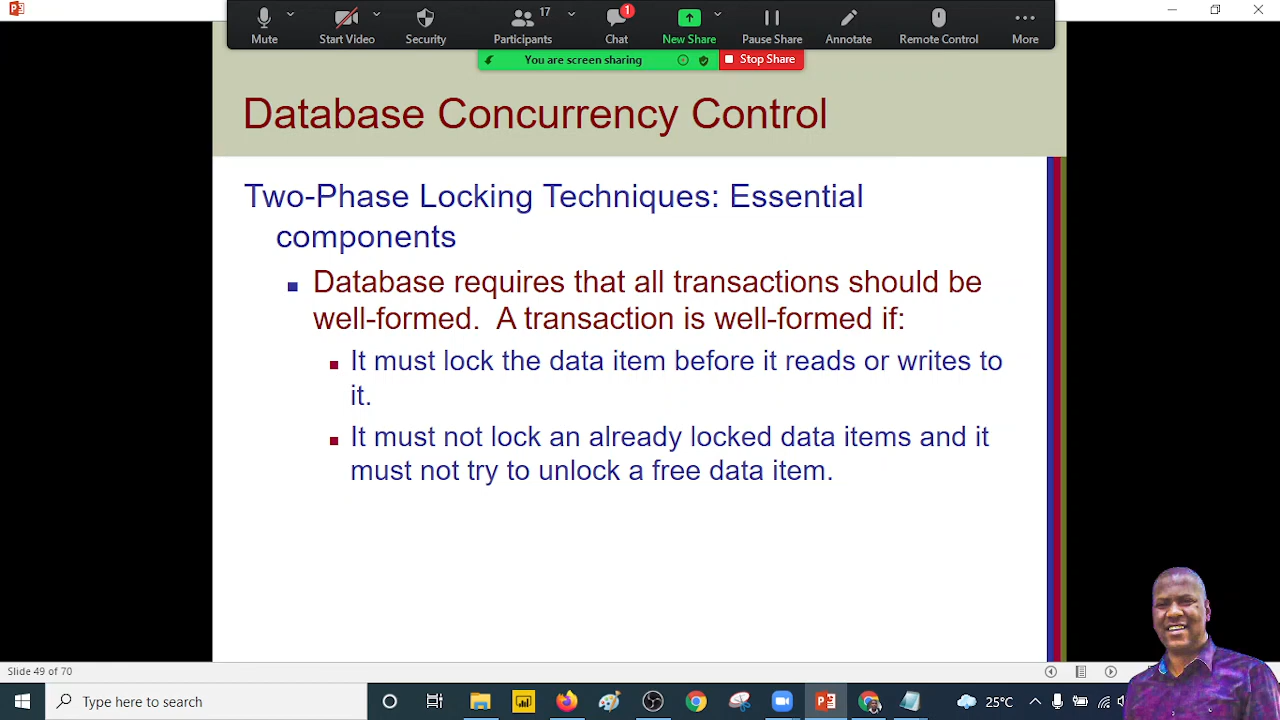 17
1
Mute
Start Video
Security
Participants
Chat
New Share
Pause Share
Annotate
Remote Control
More
You are screen sharing
Stop Share
Database Concurrency Control
Two-Phase Locking Techniques: Essential
components
Database requires that all transactions should be
well-formed. A transaction is well-formed if:
It must lock the data item before it reads or writes to
it.
It must not lock an already locked data items and it
must not try to unlock a free data item.
Slide 49 of 70
Type here to search
25°C